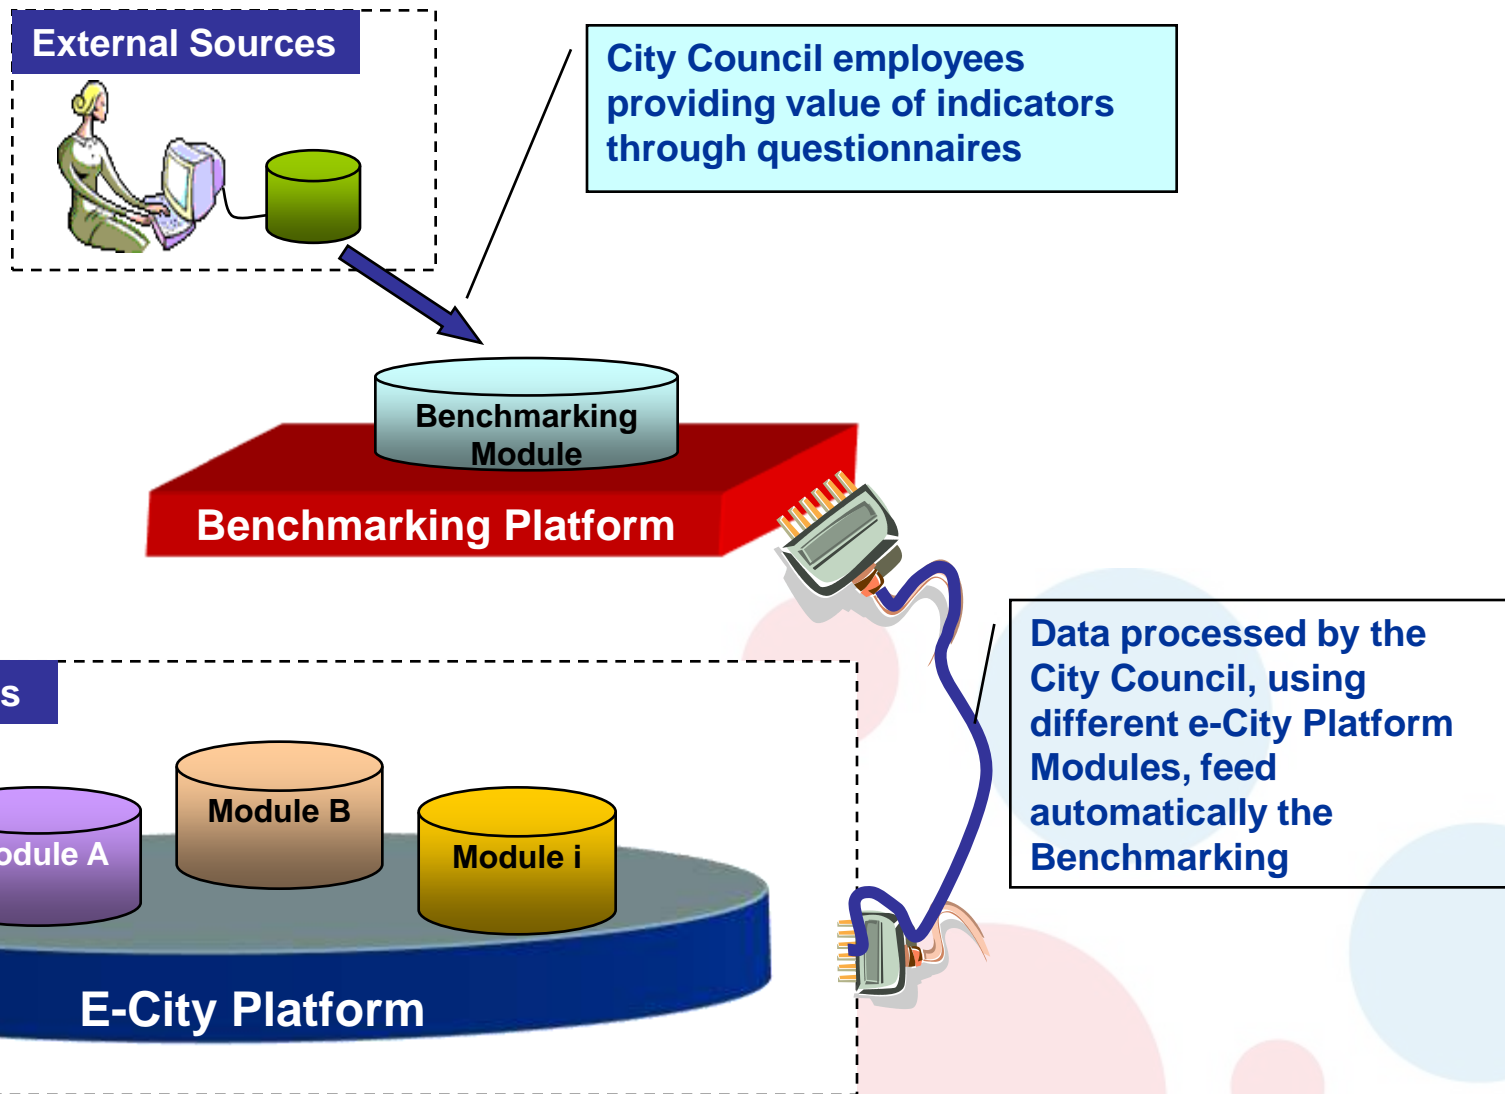 External Sources
City Council employees
providing value of indicators
through questionnaires
Benchmarking
Module
Benchmarking Platform
Data processed by the
City Council, using
different e-City Platform
Modules, feed
automatically the
Benchmarking
s
Module B
odule A
Module i
E-City Platform